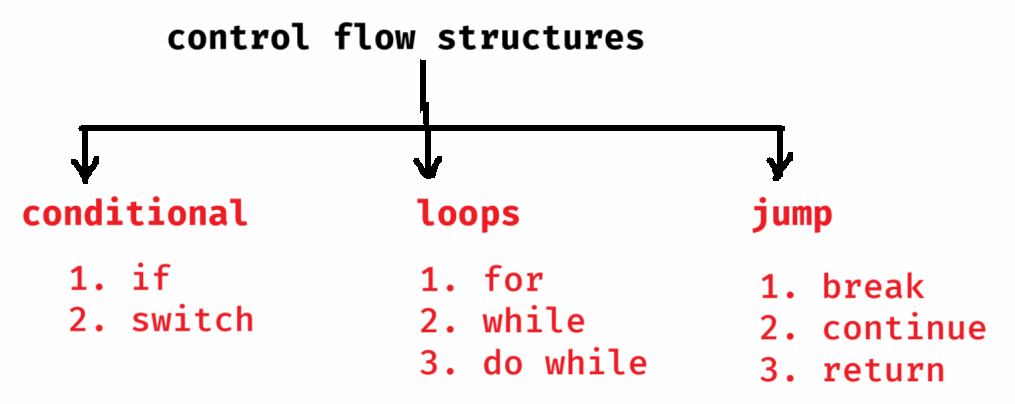 control flow structures
conditional
1. if
2. switch
loops
1. for
2. while
3. do while
jump
1. break
2. continue
3. return